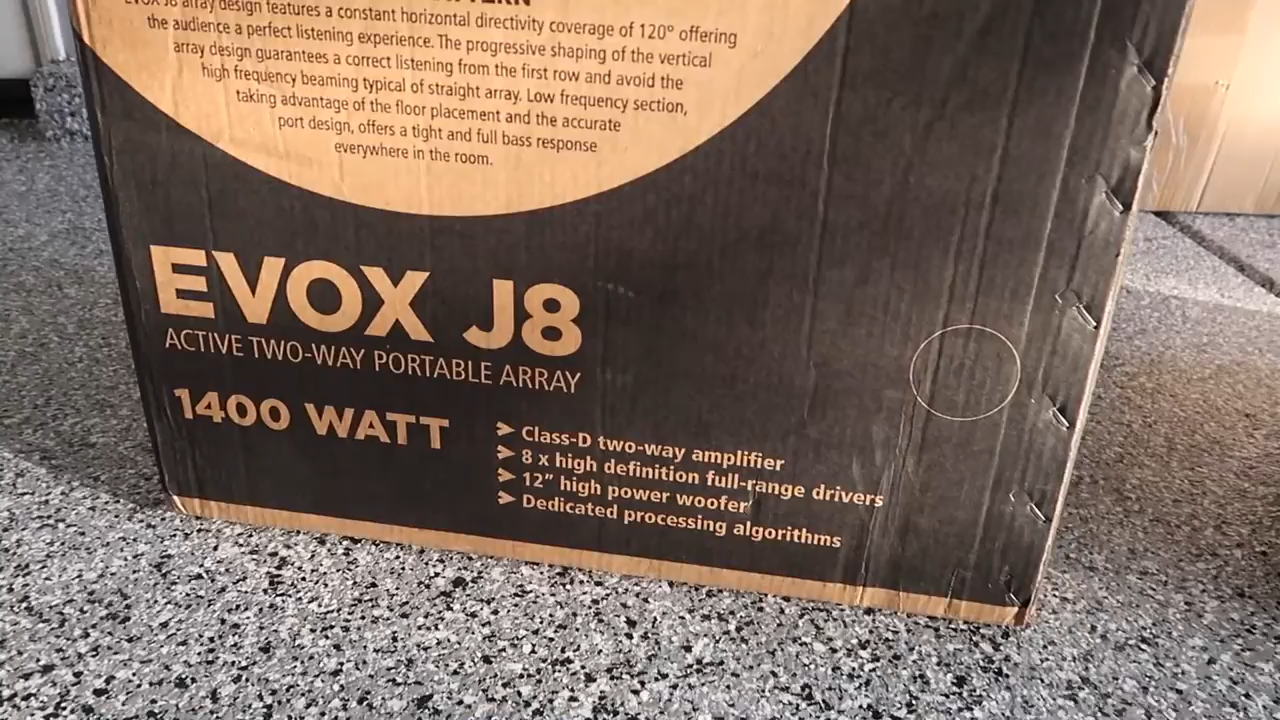 EVOX J8 array design features a constant horizontal directivity coverage of 120° offering
the audience a perfect listening experience. The progressive shaping of the vertical
array design guarantees a correct listening from the first row and avoid the
high frequency beaming typical of straight array. Low frequency section,
taking advantage of the floor placement and the accurate
port design, offers a tight and full bass response
everywhere in the room.
EVOX J8
ACTIVE TWO-WAY PORTABLE ARRAY
1400 WATT
➤ Class-D two-way amplifier
➤ 8 x high definition full-range drivers
➤ 12” high power woofer
➤ Dedicated processing algorithms